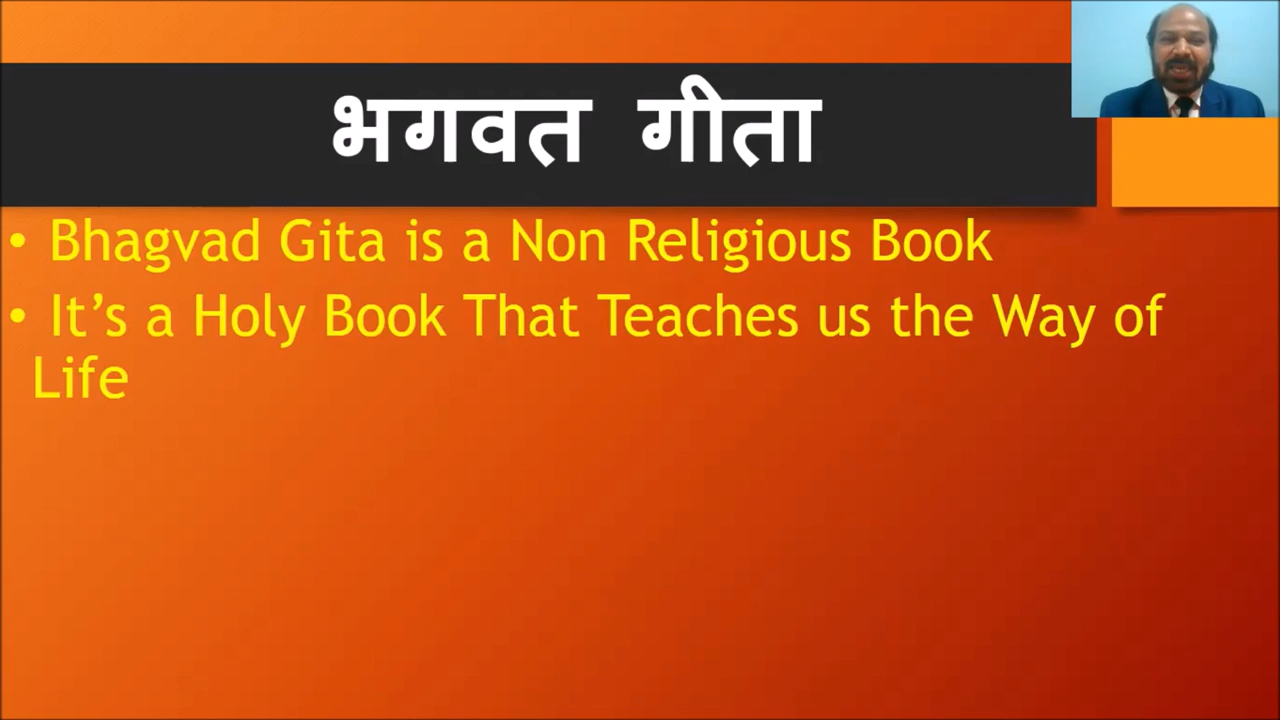 भगवत गीता
• Bhagvad Gita is a Non Religious Book
• It’s a Holy Book That Teaches us the Way of
Life